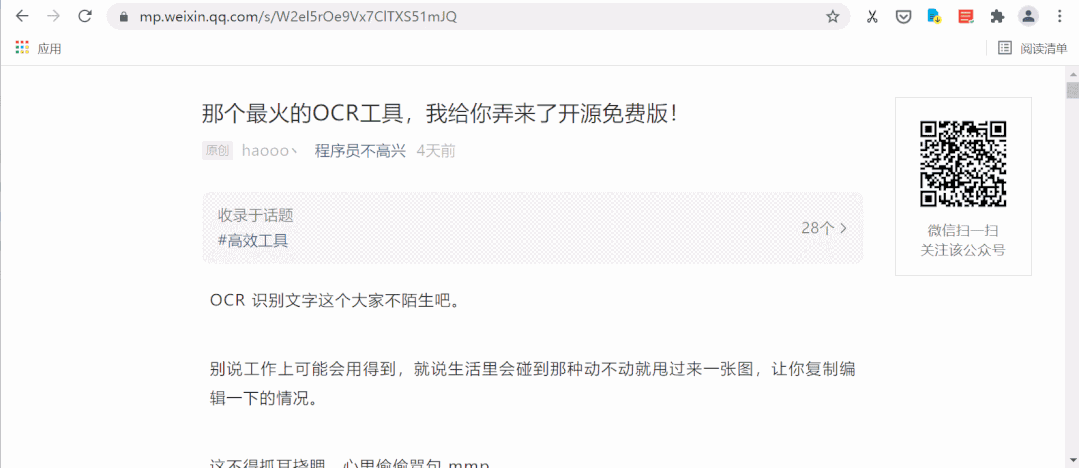 mp.weixin.qq.com/s/W2el5rOe9Vx7ClTXS51mJQ
应用
阅读清单
那个最火的OCR工具，我给你弄来了开源免费版！
原创 haooo丶 程序员不高兴 4天前
收录于话题
#高效工具
28个
微信扫一扫
关注该公众号
OCR 识别文字这个大家不陌生吧。
别说工作上可能会用得到，就说生活里会碰到那种动不动就甩过来一张图，让你复制编
辑一下的情况。
这不得抓耳挠腮，心里偷偷骂句 mmp